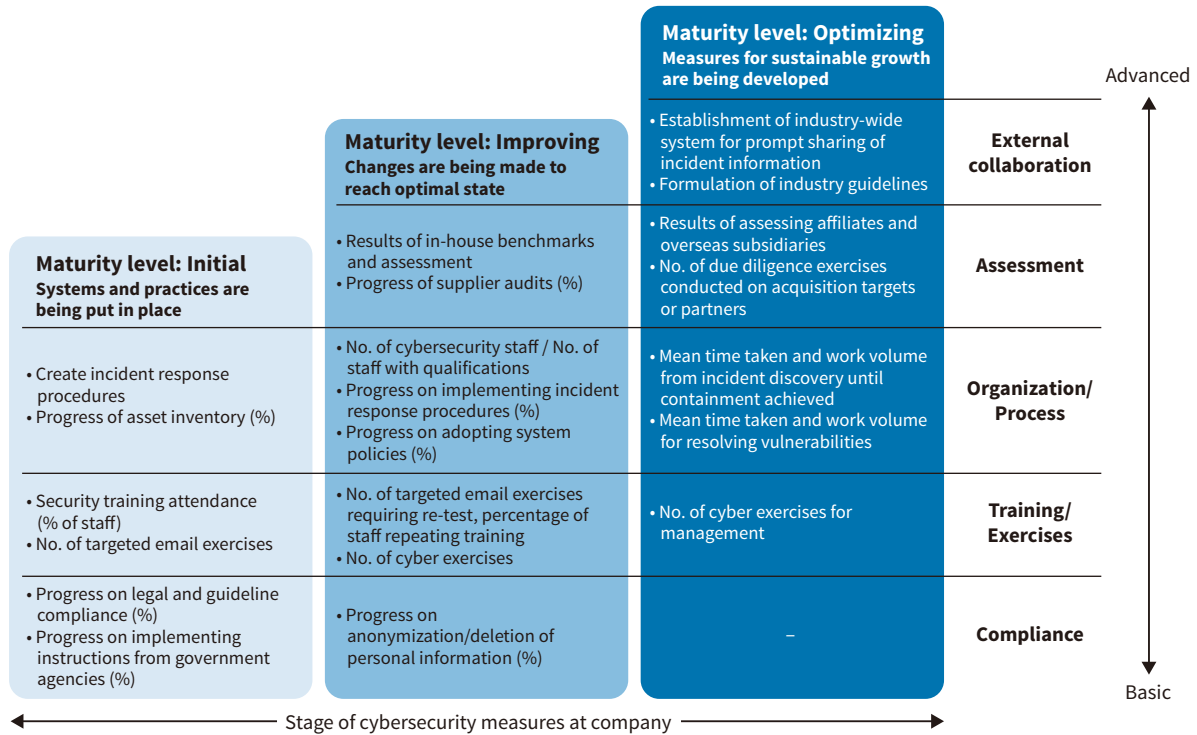 Maturity level: Optimizing
Measures for sustainable growth
are being developed
Advanced
• Establishment of industry-wide
system for prompt sharing of
incident information
• Formulation of industry guidelines
External
collaboration
Maturity level: Improving
Changes are being made to
reach optimal state
• Results of in-house benchmarks
and assessment
• Progress of supplier audits (%)
• Results of assessing affiliates and
overseas subsidiaries
• No. of due diligence exercises
conducted on acquisition targets
or partners
Assessment
Maturity level: Initial
Systems and practices are
being put in place
• Create incident response
procedures
• Progress of asset inventory (%)
• No. of cybersecurity staff / No. of
staff with qualifications
• Progress on implementing incident
response procedures (%)
• Progress on adopting system
policies (%)
• Mean time taken and work volume
from incident discovery until
containment achieved
• Mean time taken and work volume
for resolving vulnerabilities
Organization/
Process
• Security training attendance
(% of staff)
• No. of targeted email exercises
• No. of targeted email exercises
requiring re-test, percentage of
staff repeating training
• No. of cyber exercises
• No. of cyber exercises for
management
Training/
Exercises
• Progress on legal and guideline
compliance (%)
• Progress on implementing
instructions from government
agencies (%)
• Progress on
anonymization/deletion of
personal information (%)
–
Compliance
Basic
Stage of cybersecurity measures at company